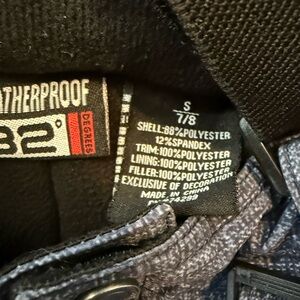 ATHERPROOF
32°
DEGREES
S
7/8
SHELL:88%POLYESTER
12%SPANDEX
TRIM:100%POLYESTER
LINING:100%POLYESTER
FILLER:100%POLYESTER
EXCLUSIVE OF DECORATION
MADE IN CHINA